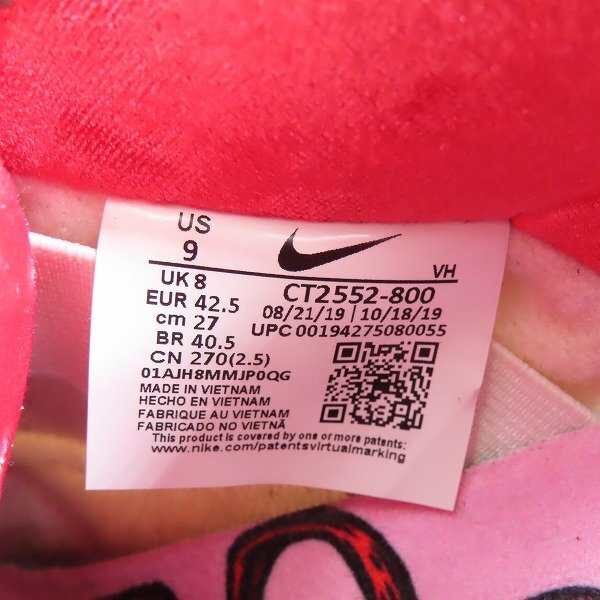 US
9
VH
UK 8
EUR 42.5
cm 27
BR 40.5
CN 270(2.5)
01AJH8MMJP0QG
CT2552-800
08/21/19 | 10/18/19
UPC 00194275080055
MADE IN VIETNAM
HECHO EN VIETNAM
FABRIQUE AU VIETNAM
FABRICADO NO VIETNÃ
This product is covered by one or more patents:
www.nike.com/patentsvirtualmarking